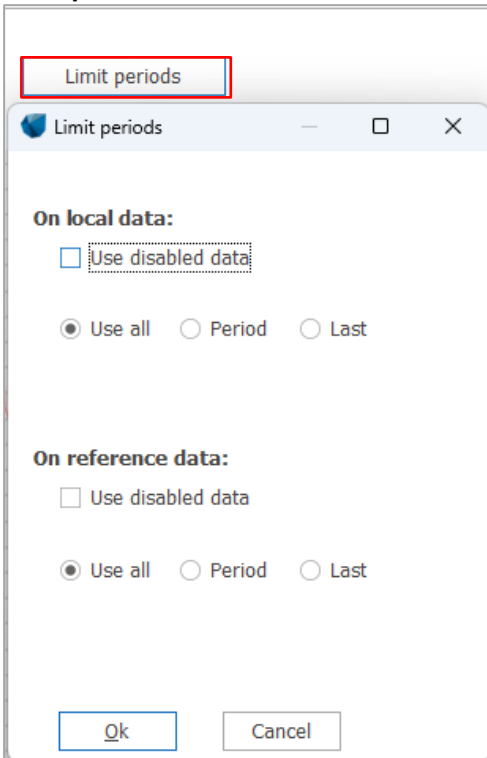 Limit periods
Limit periods
On local data:
Use disabled data
Use all Period Last
On reference data:
Use disabled data
Use all Period Last
Ok Cancel